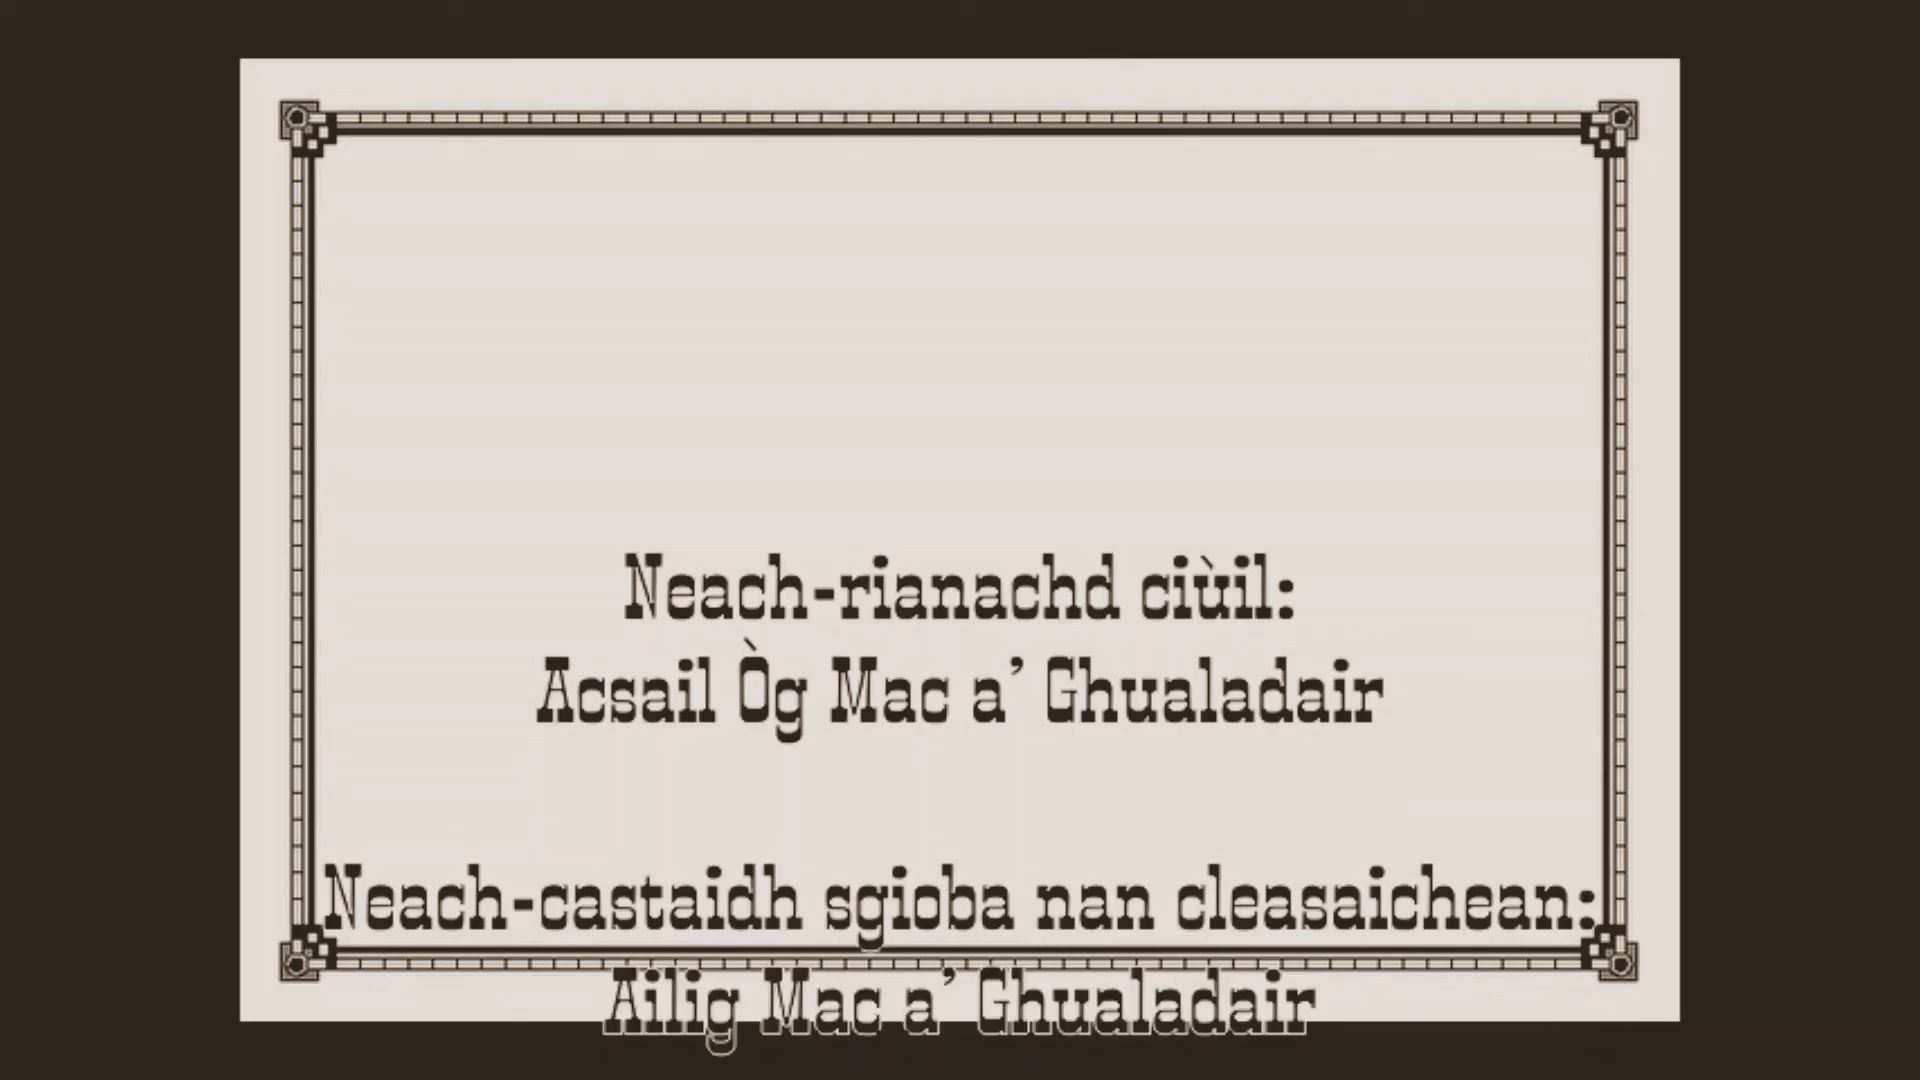 Neach-rianachd ciùil:
Acsail Òg Mac a’ Ghualadair
Neach-castaidh sgioba nan cleasaichean:
Ailig Mac a’ Ghualadair